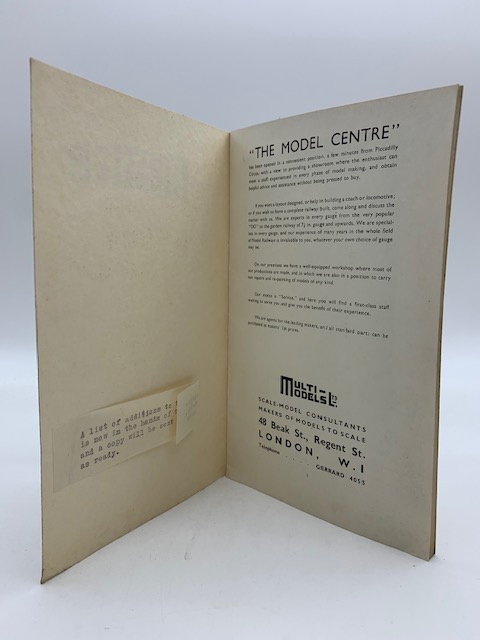 A list of additions to
is now in the hands of
and a copy will be sent
as ready.
"THE MODEL CENTRE"
has been opened in a convenient position, a few minutes from Piccadilly
Circus, with a view to providing a showroom where the enthusiast can
meet a staff experienced in every phase of model making, and obtain
helpful advice and assistance without being pressed to buy.
If you want a layout designed, or help in building a coach or locomotive;
or if you wish to have a complete railway built, come along and discuss the
matter with us. We are experts in every gauge from the very popular
"OO" to the garden railway of 7¼ in. gauge and upwards. We are special-
ists in every gauge, and our experience of many years in the whole field
of Model Railways is invaluable to you, whatever your own choice of gauge
may be.
On our premises we have a well equipped workshop where most of
our productions are made, and in which we are also in a position to carry
out repairs and re-painting of models of any kind.
Our motto is "Service," and here you will find a first-class staff
waiting to serve you and give you the benefit of their experience.
We are agents for the leading makers, and all standard parts can be
purchased at makers' list prices.
MULTI-
MODELS LTD
SCALE-MODEL CONSULTANTS
MAKERS OF MODELS TO SCALE
48 Beak St., Regent St.
LONDON, W.1
Telephone ..... GERRARD 4055